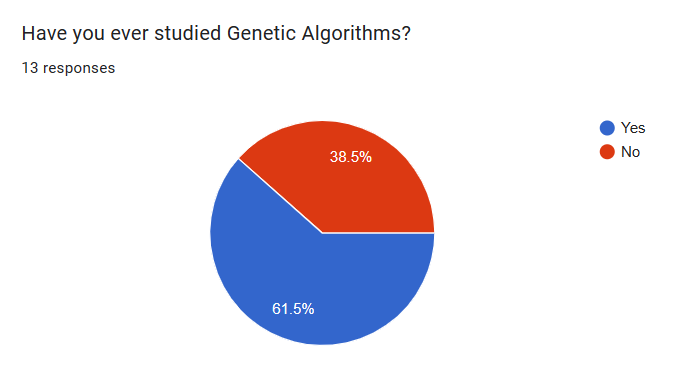 Have you ever studied Genetic Algorithms?
13 responses
Yes
No
38.5%
61.5%